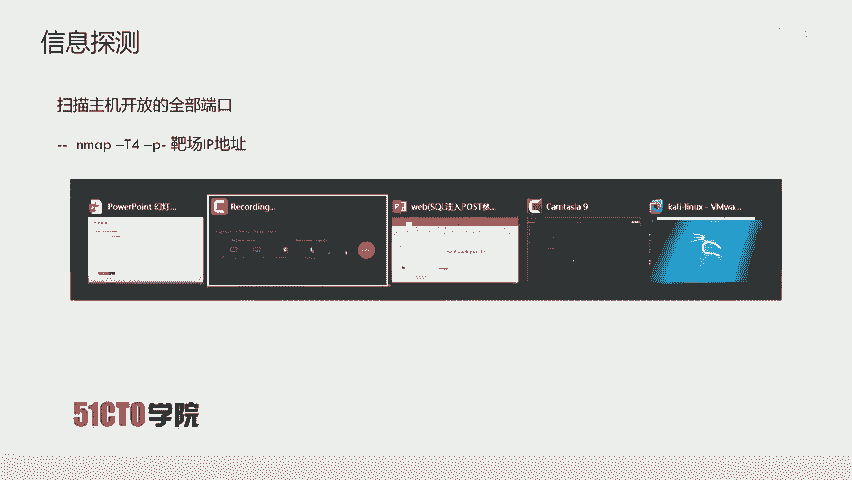 信息探测
扫描主机开放的全部端口
-- nmap –T4 –p- 靶场IP地址
PowerPoint 幻灯...
Recording...
web(SQL注入POST参...
Camtasia 9
kali-linux - VMwa...
51CTO学院